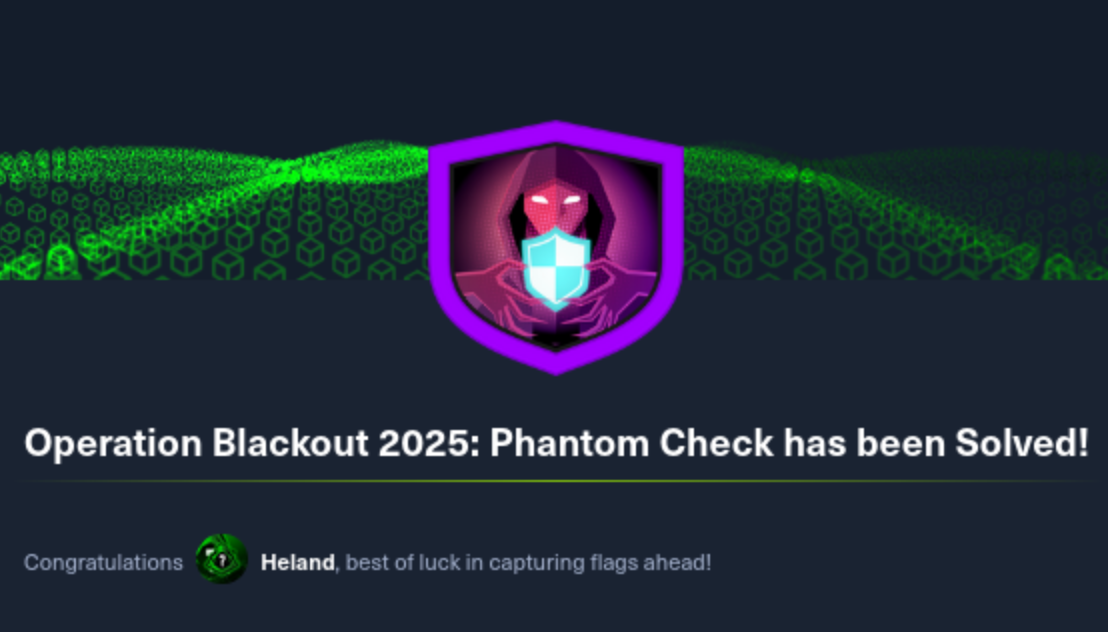 Operation Blackout 2025: Phantom Check has been Solved!
Congratulations Heland, best of luck in capturing flags ahead!